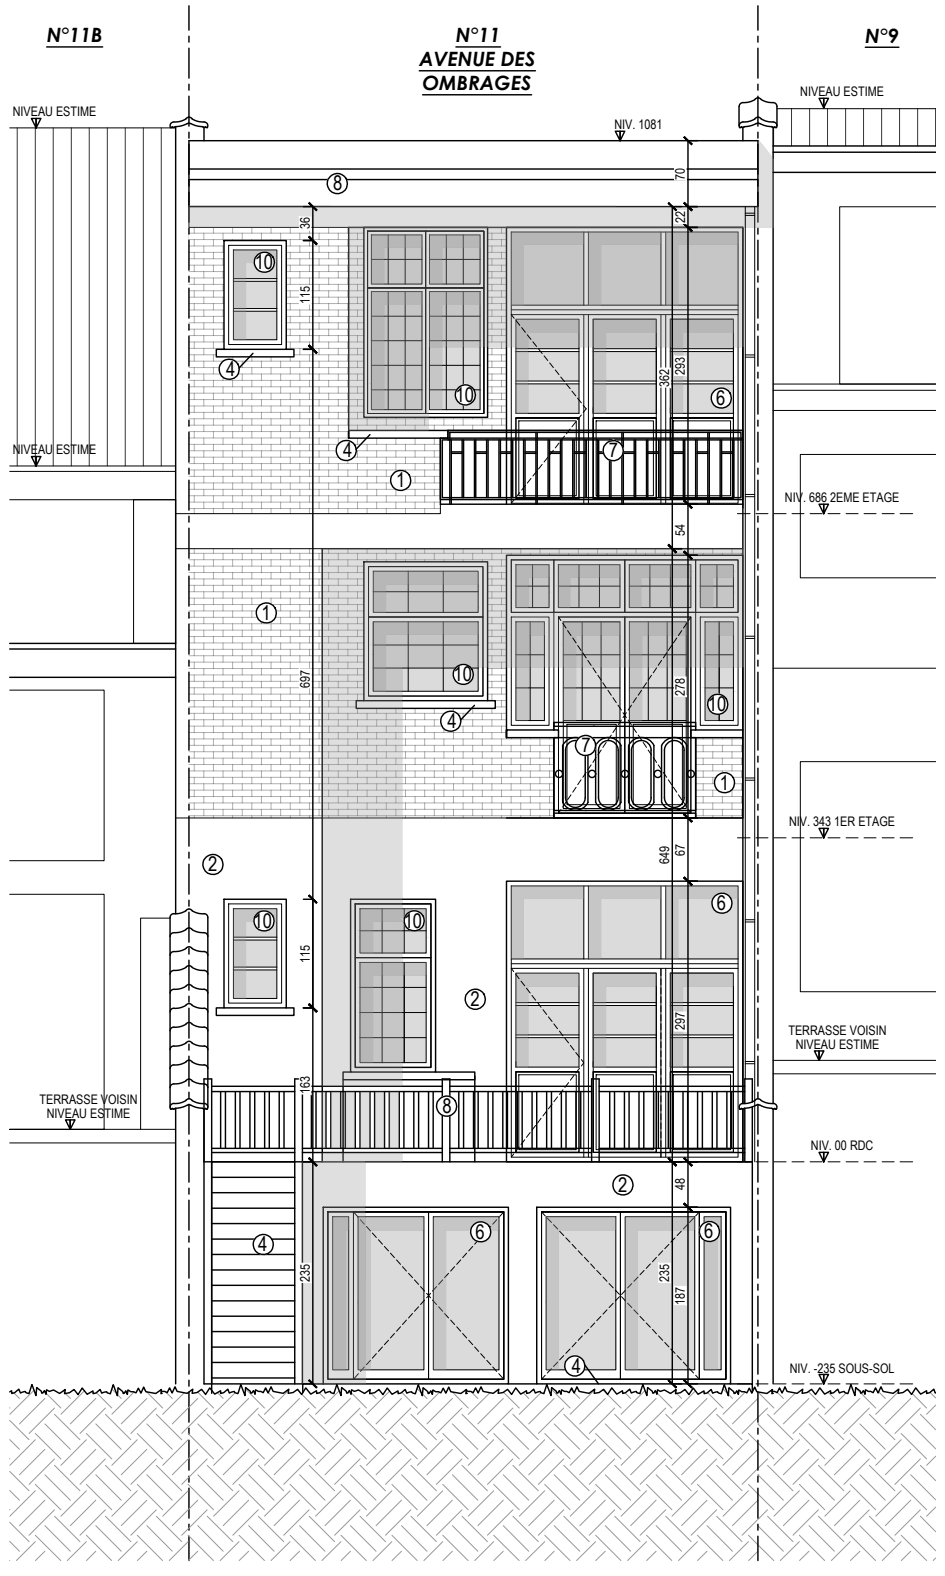 N°11B
N°11
AVENUE DES
OMBRAGES
N°9
NIVEAU ESTIME
NIVEAU ESTIME
NIV. 1081
70
8
22
36
10
10
115
293
362
4
10
6
4
7
1
NIVEAU ESTIME
NIV. 686 2EME ETAGE
54
1
697
10
278
10
4
7
1
NIV. 343 1ER ETAGE
649
67
2
10
10
6
115
2
297
TERRASSE VOISIN
NIVEAU ESTIME
163
8
TERRASSE VOISIN
NIVEAU ESTIME
NIV. 00 RDC
2
48
4
6
6
235
235
187
4
NIV. -235 SOUS-SOL